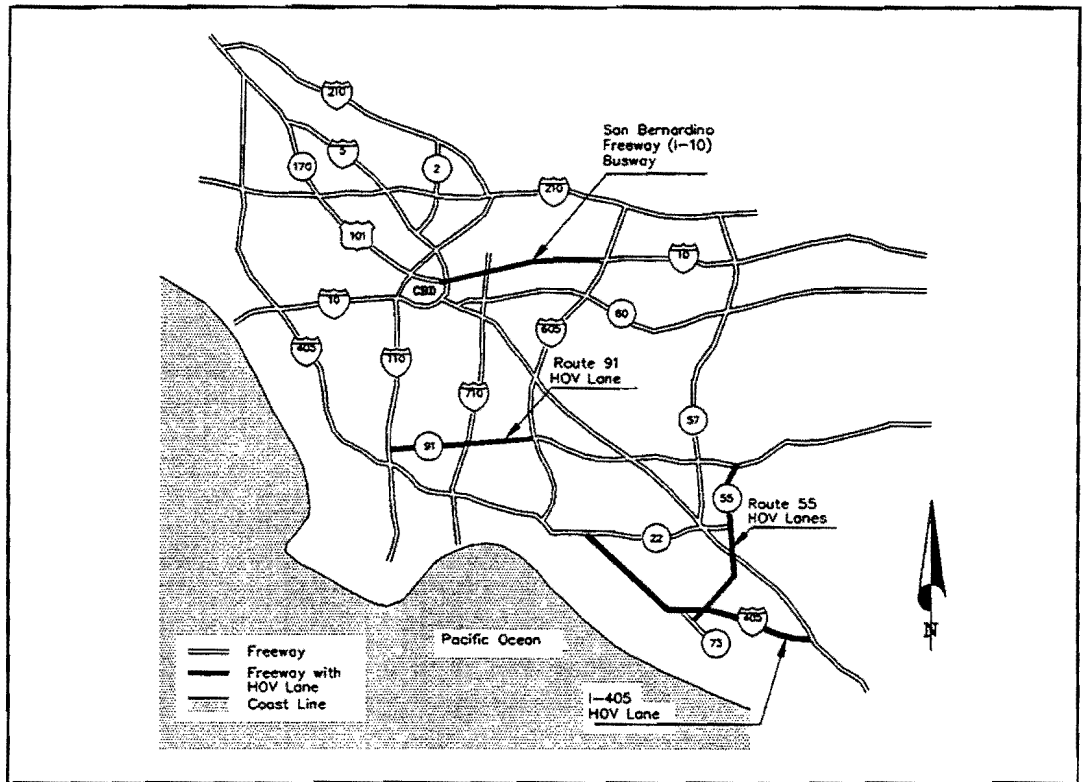 210
5
170
2
San Bernardino
Freeway (I-10)
Busway
210
101
10
CBD
10
60
605
405
110
Route 91
HOV Lane
710
57
91
55
Route 55
HOV Lanes
22
405
73
N
Pacific Ocean
Freeway
Freeway with
HOV Lane
Coast Line
I-405
HOV Lane